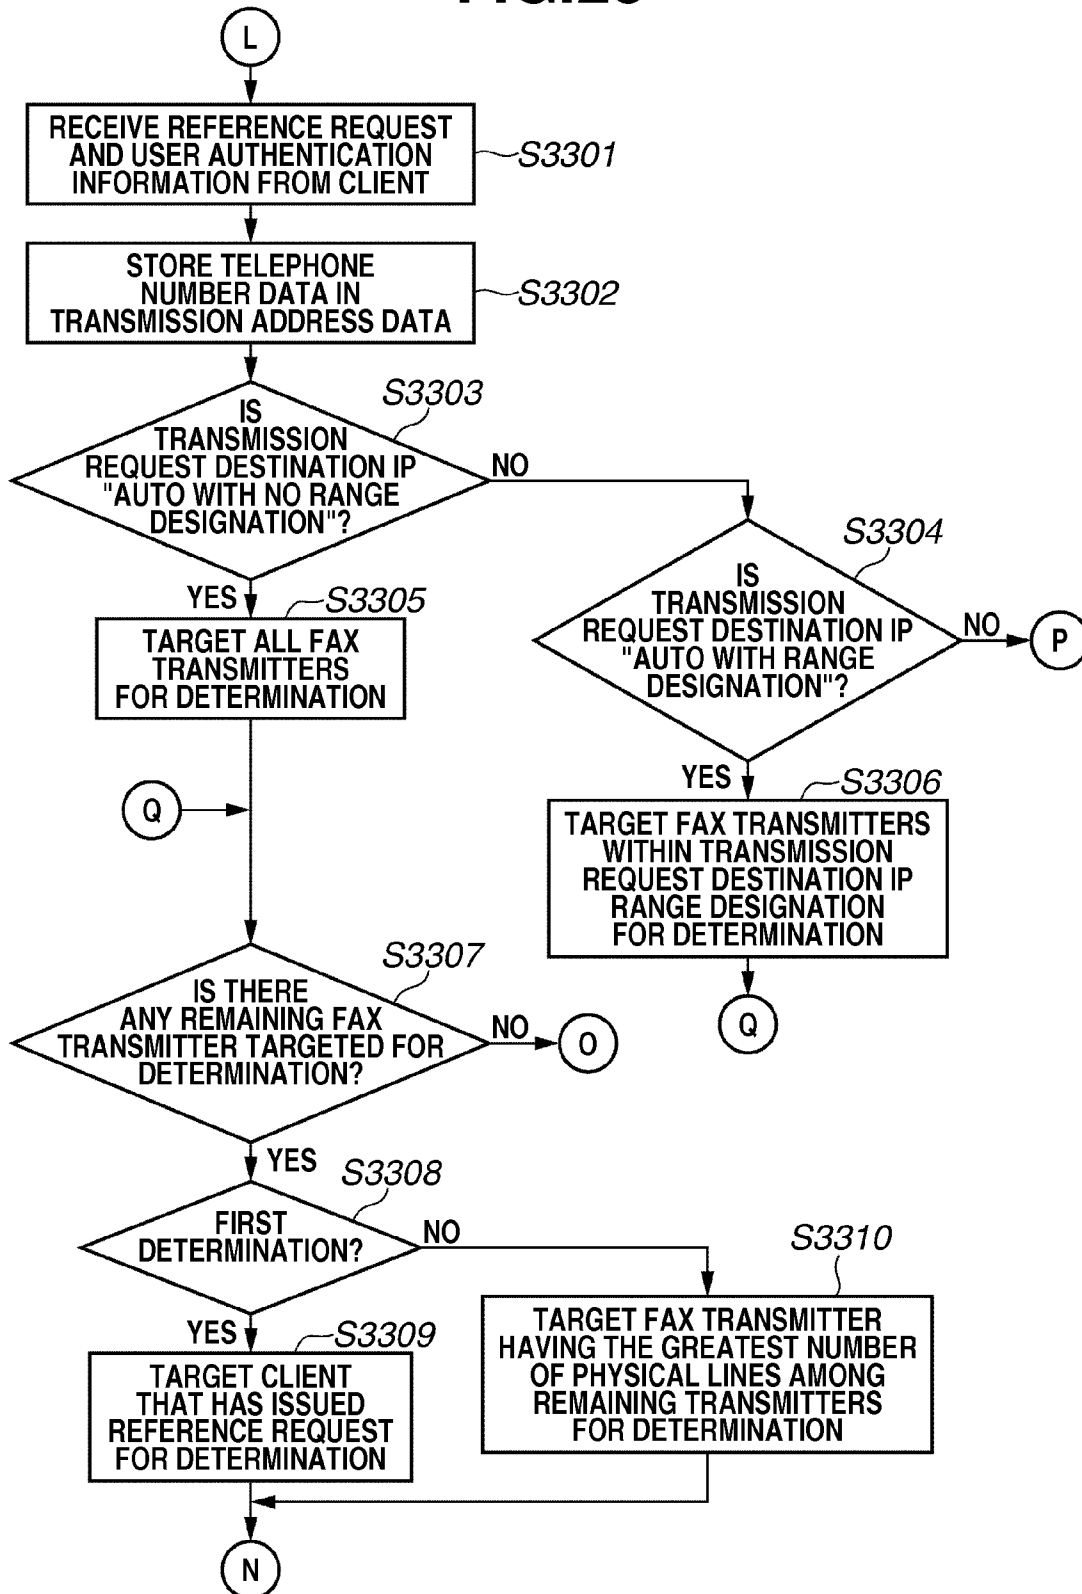 L
RECEIVE REFERENCE REQUEST
AND USER AUTHENTICATION
INFORMATION FROM CLIENT
S3301
STORE TELEPHONE
NUMBER DATA IN
TRANSMISSION ADDRESS DATA
S3302
S3303
IS
TRANSMISSION
REQUEST DESTINATION IP
"AUTO WITH NO RANGE
DESIGNATION"?
NO
YES
S3304
IS
TRANSMISSION
REQUEST DESTINATION IP
"AUTO WITH RANGE
DESIGNATION"?
NO
P
YES
S3305
TARGET ALL FAX
TRANSMITTERS
FOR DETERMINATION
Q
S3306
TARGET FAX TRANSMITTERS
WITHIN TRANSMISSION
REQUEST DESTINATION IP
RANGE DESIGNATION
FOR DETERMINATION
Q
S3307
IS THERE
ANY REMAINING FAX
TRANSMITTER TARGETED FOR
DETERMINATION?
NO
O
YES
S3308
FIRST
DETERMINATION?
NO
YES
S3309
TARGET CLIENT
THAT HAS ISSUED
REFERENCE REQUEST
FOR DETERMINATION
S3310
TARGET FAX TRANSMITTER
HAVING THE GREATEST NUMBER
OF PHYSICAL LINES AMONG
REMAINING TRANSMITTERS
FOR DETERMINATION
N